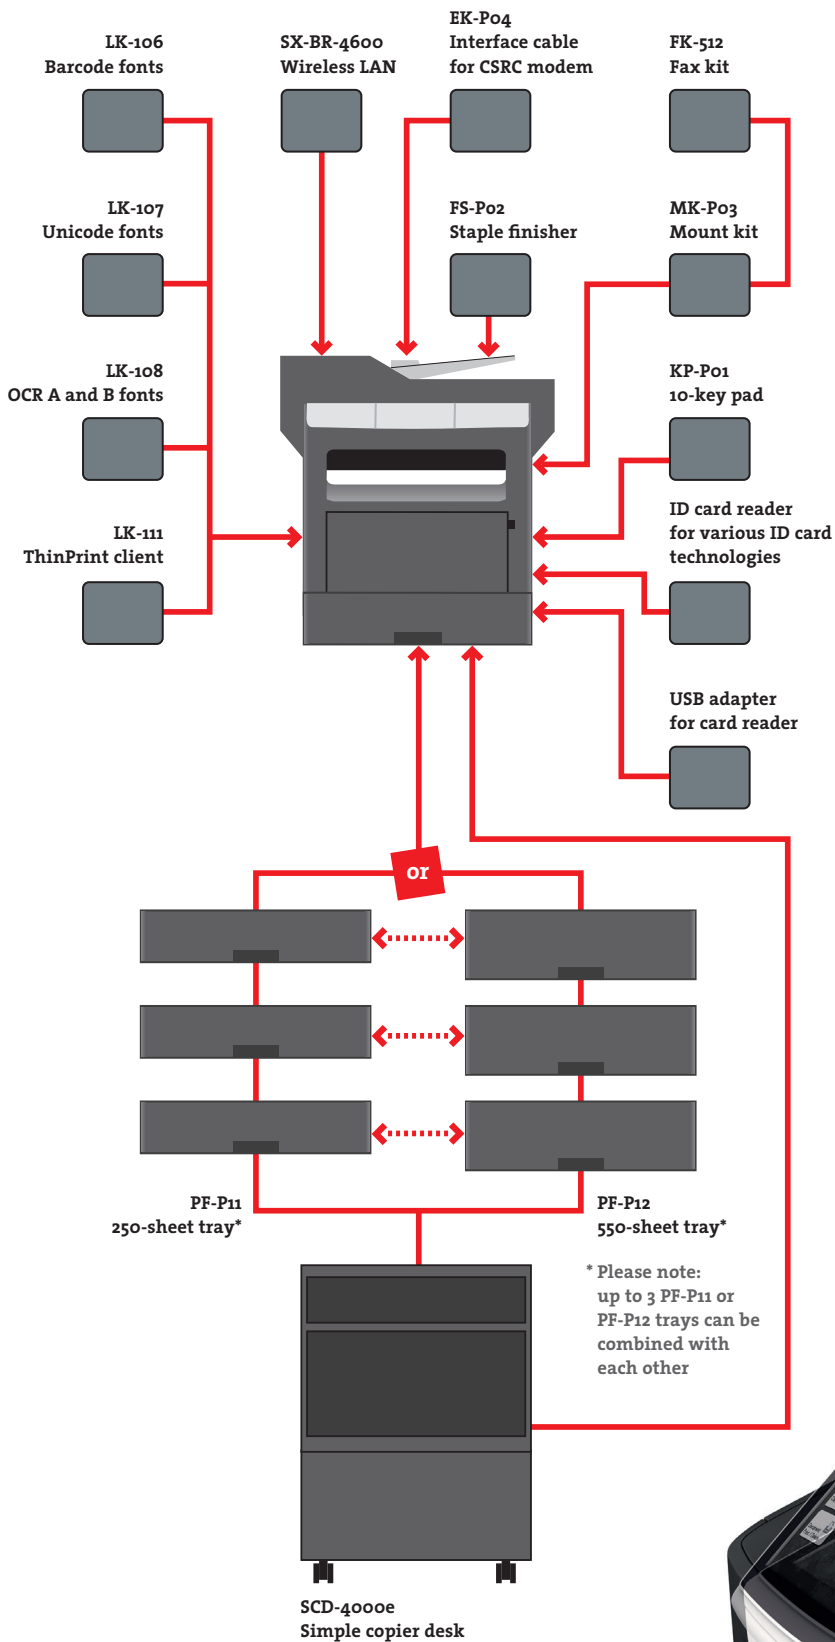 LK-106
Barcode fonts
SX-BR-4600
Wireless LAN
EK-P04
Interface cable
for CSRC modem
FK-512
Fax kit
LK-107
Unicode fonts
FS-P02
Staple finisher
MK-P03
Mount kit
LK-108
OCR A and B fonts
KP-P01
10-key pad
LK-111
ThinPrint client
ID card reader
for various ID card
technologies
USB adapter
for card reader
or
PF-P11
250-sheet tray*
PF-P12
550-sheet tray*
* Please note:
up to 3 PF-P11 or
PF-P12 trays can be
combined with
each other
SCD-4000e
Simple copier desk